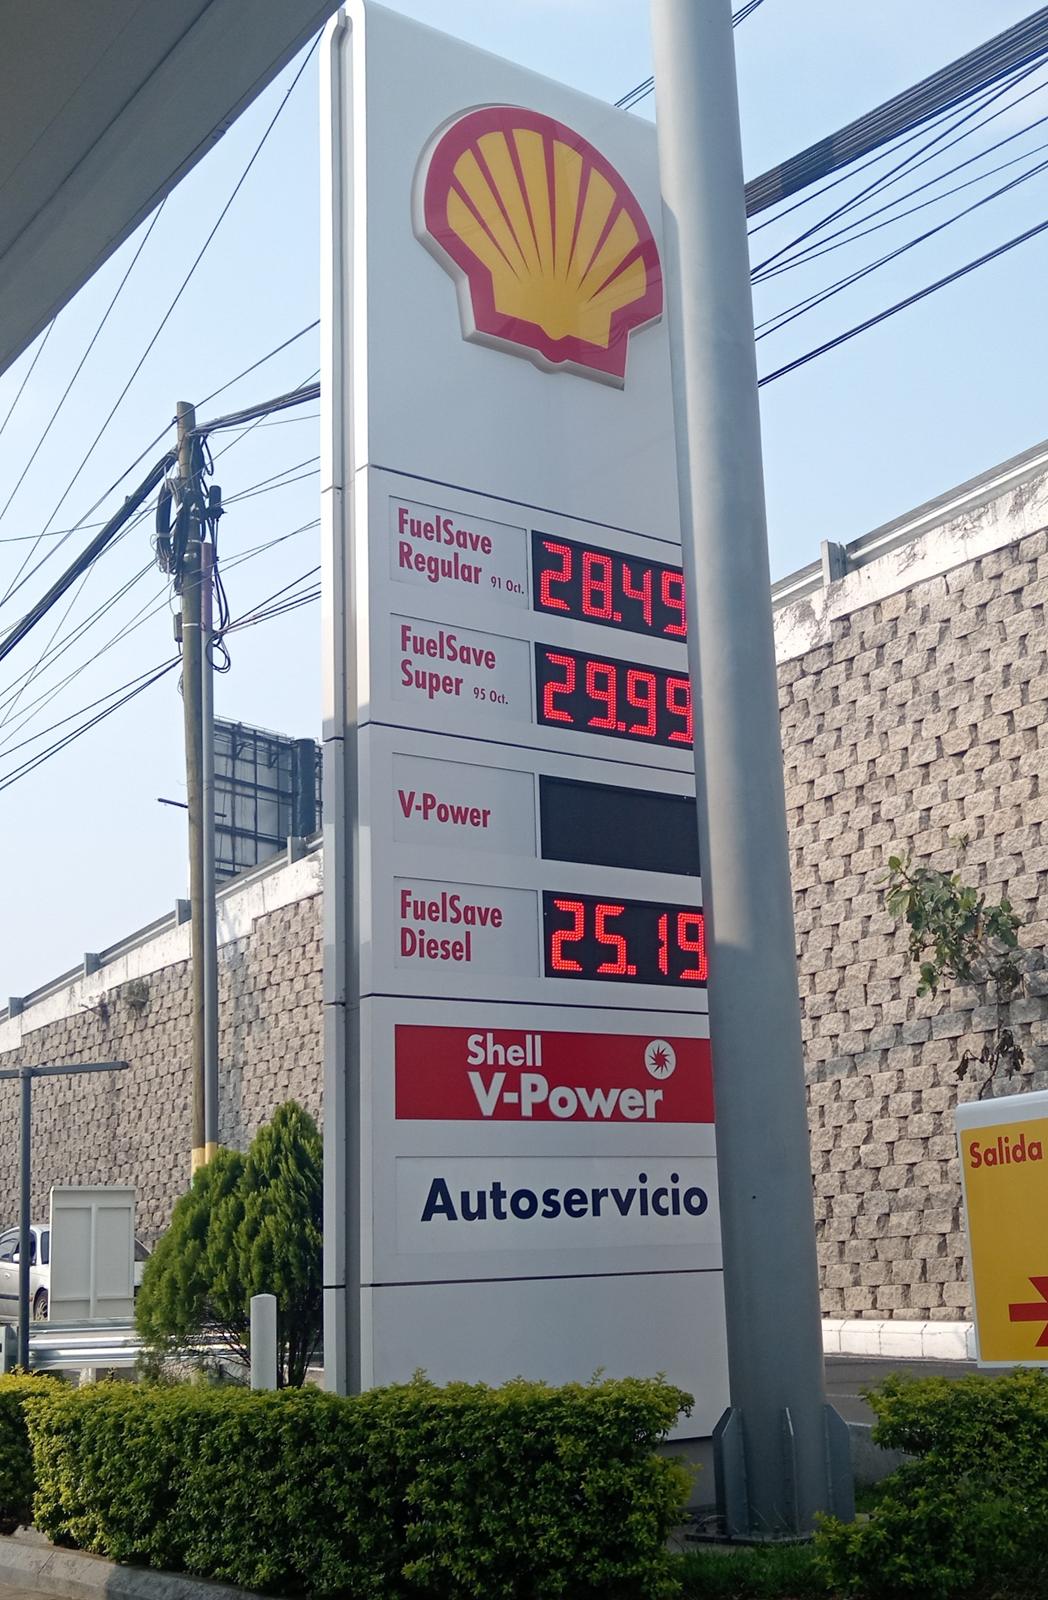 FuelSave
Regular 91 Oct.
28.49
FuelSave
Super 95 Oct.
29.99
V-Power
FuelSave
Diesel
25.19
Shell
V-Power
Autoservicio
Salida